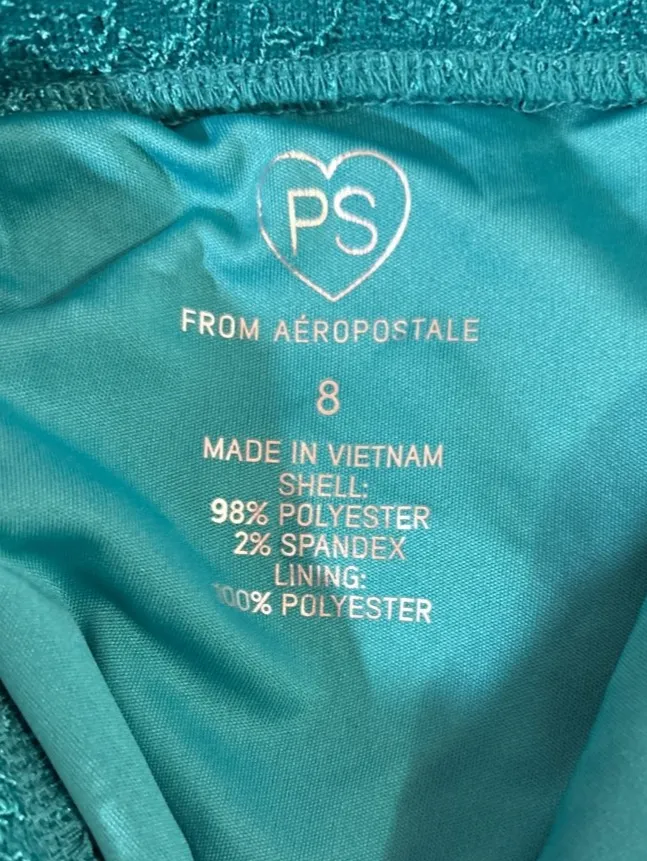 PS
FROM AÉROPOSTALE
8
MADE IN VIETNAM
SHELL:
98% POLYESTER
2% SPANDEX
LINING:
100% POLYESTER